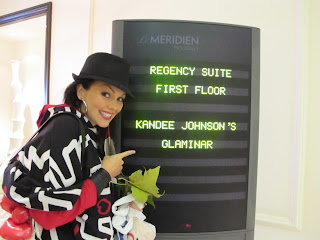 MERIDIEN
REGENCY SUITE
FIRST FLOOR
KANDEE JOHNSON'S
GLAMINAR